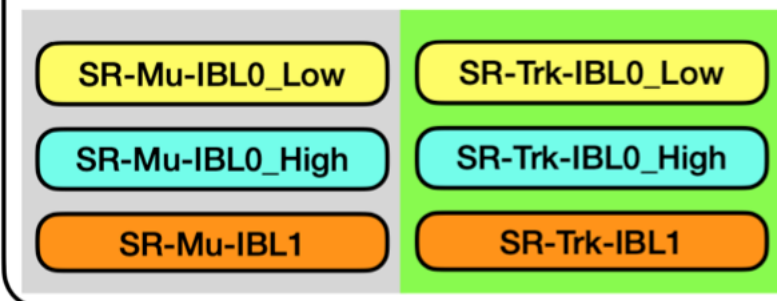 SR-Mu-IBL0_Low
SR-Trk-IBL0_Low
SR-Mu-IBL0_High
SR-Trk-IBL0_High
SR-Mu-IBL1
SR-Trk-IBL1